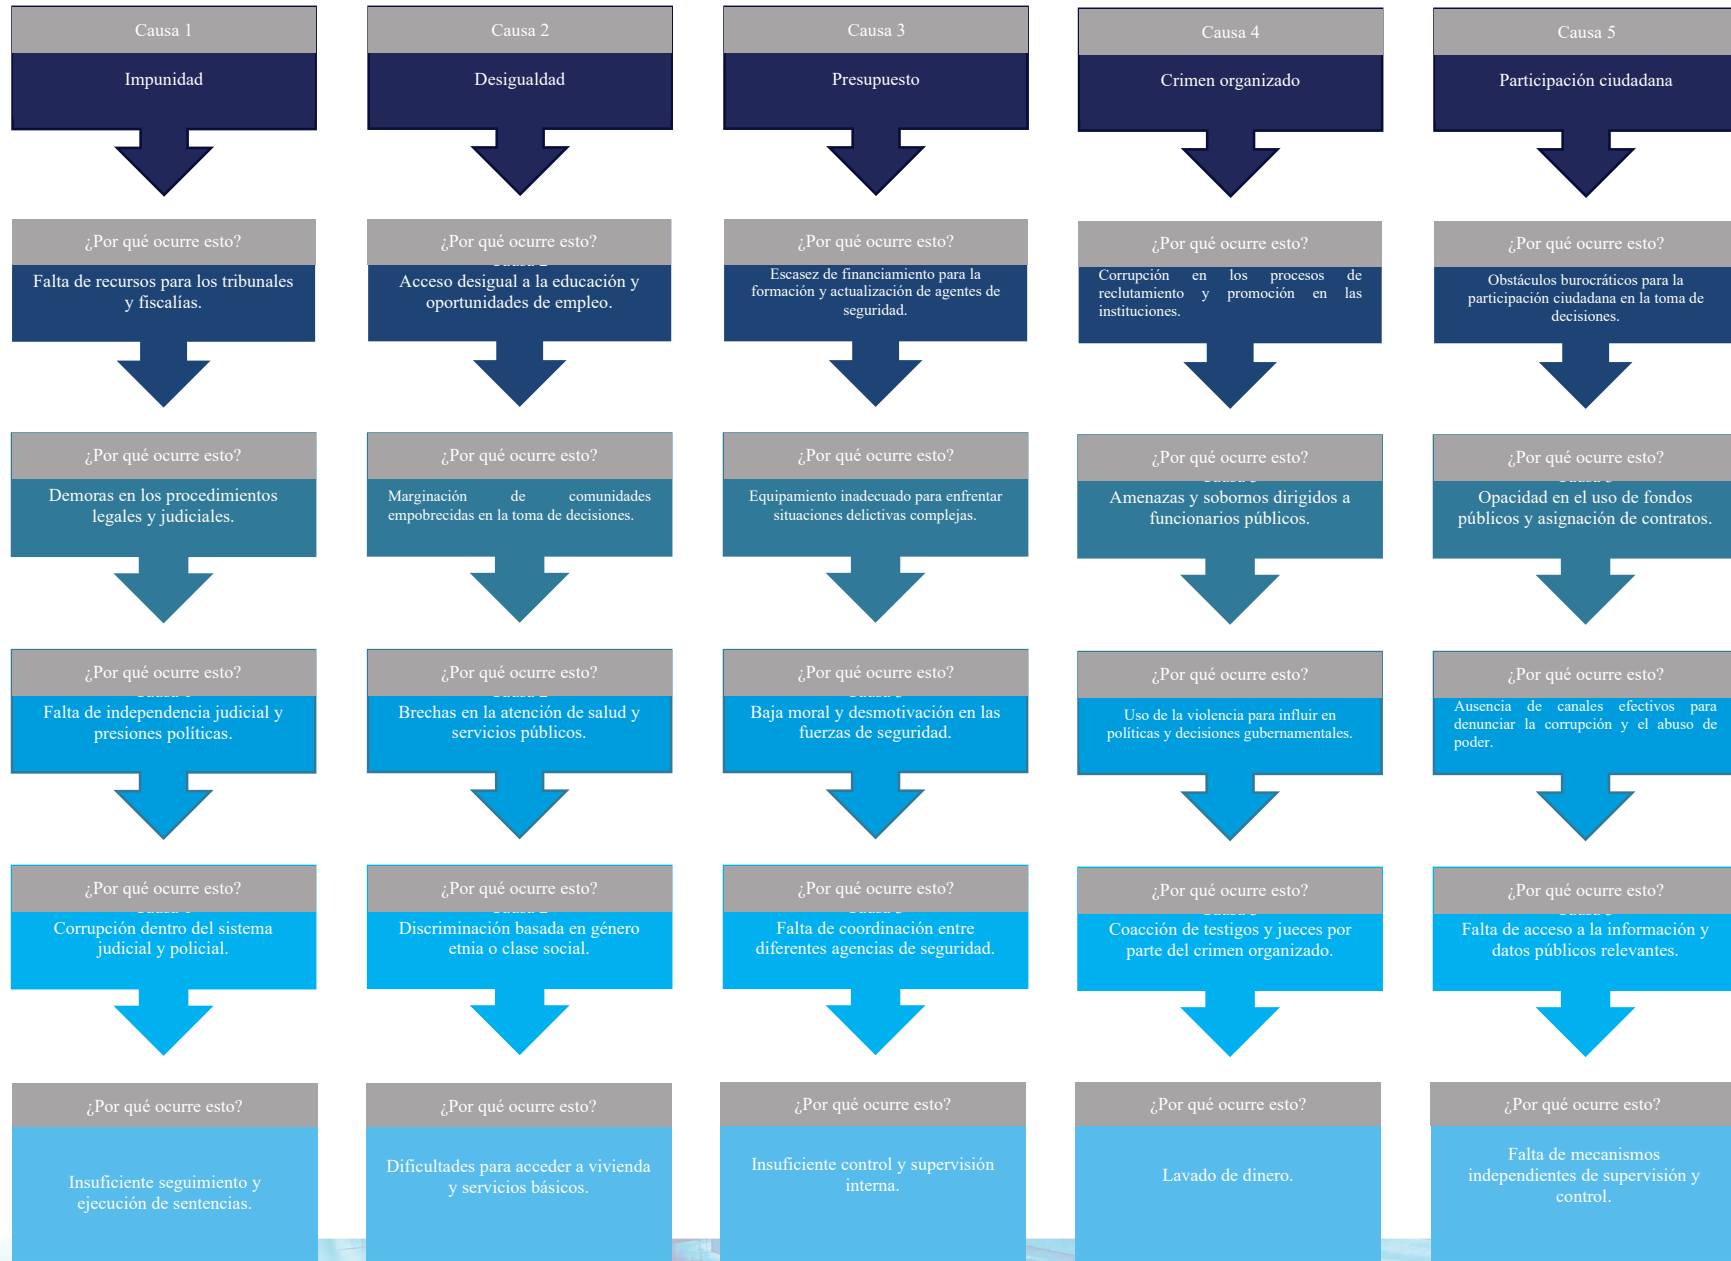 Causa 1
Impunidad
¿Por qué ocurre esto?
Falta de recursos para los tribunales
y fiscalías.
¿Por qué ocurre esto?
Demoras en los procedimientos
legales y judiciales.
¿Por qué ocurre esto?
Falta de independencia judicial y
presiones políticas.
¿Por qué ocurre esto?
Corrupción dentro del sistema
judicial y policial.
¿Por qué ocurre esto?
Insuficiente seguimiento y
ejecución de sentencias.
Causa 2
Desigualdad
¿Por qué ocurre esto?
Acceso desigual a la educación y
oportunidades de empleo.
¿Por qué ocurre esto?
Marginación de comunidades
empobrecidas en la toma de decisiones.
¿Por qué ocurre esto?
Brechas en la atención de salud y
servicios públicos.
¿Por qué ocurre esto?
Discriminación basada en género
etnia o clase social.
¿Por qué ocurre esto?
Dificultades para acceder a vivienda
y servicios básicos.
Causa 3
Presupuesto
¿Por qué ocurre esto?
Escasez de financiamiento para la
formación y actualización de agentes de
seguridad.
¿Por qué ocurre esto?
Equipamiento inadecuado para enfrentar
situaciones delictivas complejas.
¿Por qué ocurre esto?
Baja moral y desmotivación en las
fuerzas de seguridad.
¿Por qué ocurre esto?
Falta de coordinación entre
diferentes agencias de seguridad.
¿Por qué ocurre esto?
Insuficiente control y supervisión
interna.
Causa 4
Crimen organizado
¿Por qué ocurre esto?
Corrupción en los procesos de
reclutamiento y promoción en las
instituciones.
¿Por qué ocurre esto?
Amenazas y sobornos dirigidos a
funcionarios públicos.
¿Por qué ocurre esto?
Uso de la violencia para influir en
políticas y decisiones gubernamentales.
¿Por qué ocurre esto?
Coacción de testigos y jueces por
parte del crimen organizado.
¿Por qué ocurre esto?
Lavado de dinero.
Causa 5
Participación ciudadana
¿Por qué ocurre esto?
Obstáculos burocráticos para la
participación ciudadana en la toma de
decisiones.
¿Por qué ocurre esto?
Opacidad en el uso de fondos
públicos y asignación de contratos.
¿Por qué ocurre esto?
Ausencia de canales efectivos para
denunciar la corrupción y el abuso de
poder.
¿Por qué ocurre esto?
Falta de acceso a la información y
datos públicos relevantes.
¿Por qué ocurre esto?
Falta de mecanismos
independientes de supervisión y
control.